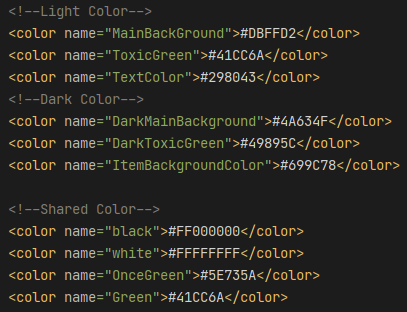 <!--Light Color-->
<color name="MainBackGround">#DBFFD2</color>
<color name="ToxicGreen">#41CC6A</color>
<color name="TextColor">#298043</color>
<!--Dark Color-->
<color name="DarkMainBackground">#4A634F</color>
<color name="DarkToxicGreen">#49895C</color>
<color name="ItemBackgroundColor">#699C78</color>
<!--Shared Color-->
<color name="black">#FF000000</color>
<color name="white">#FFFFFFFF</color>
<color name="OnceGreen">#5E735A</color>
<color name="Green">#41CC6A</color>